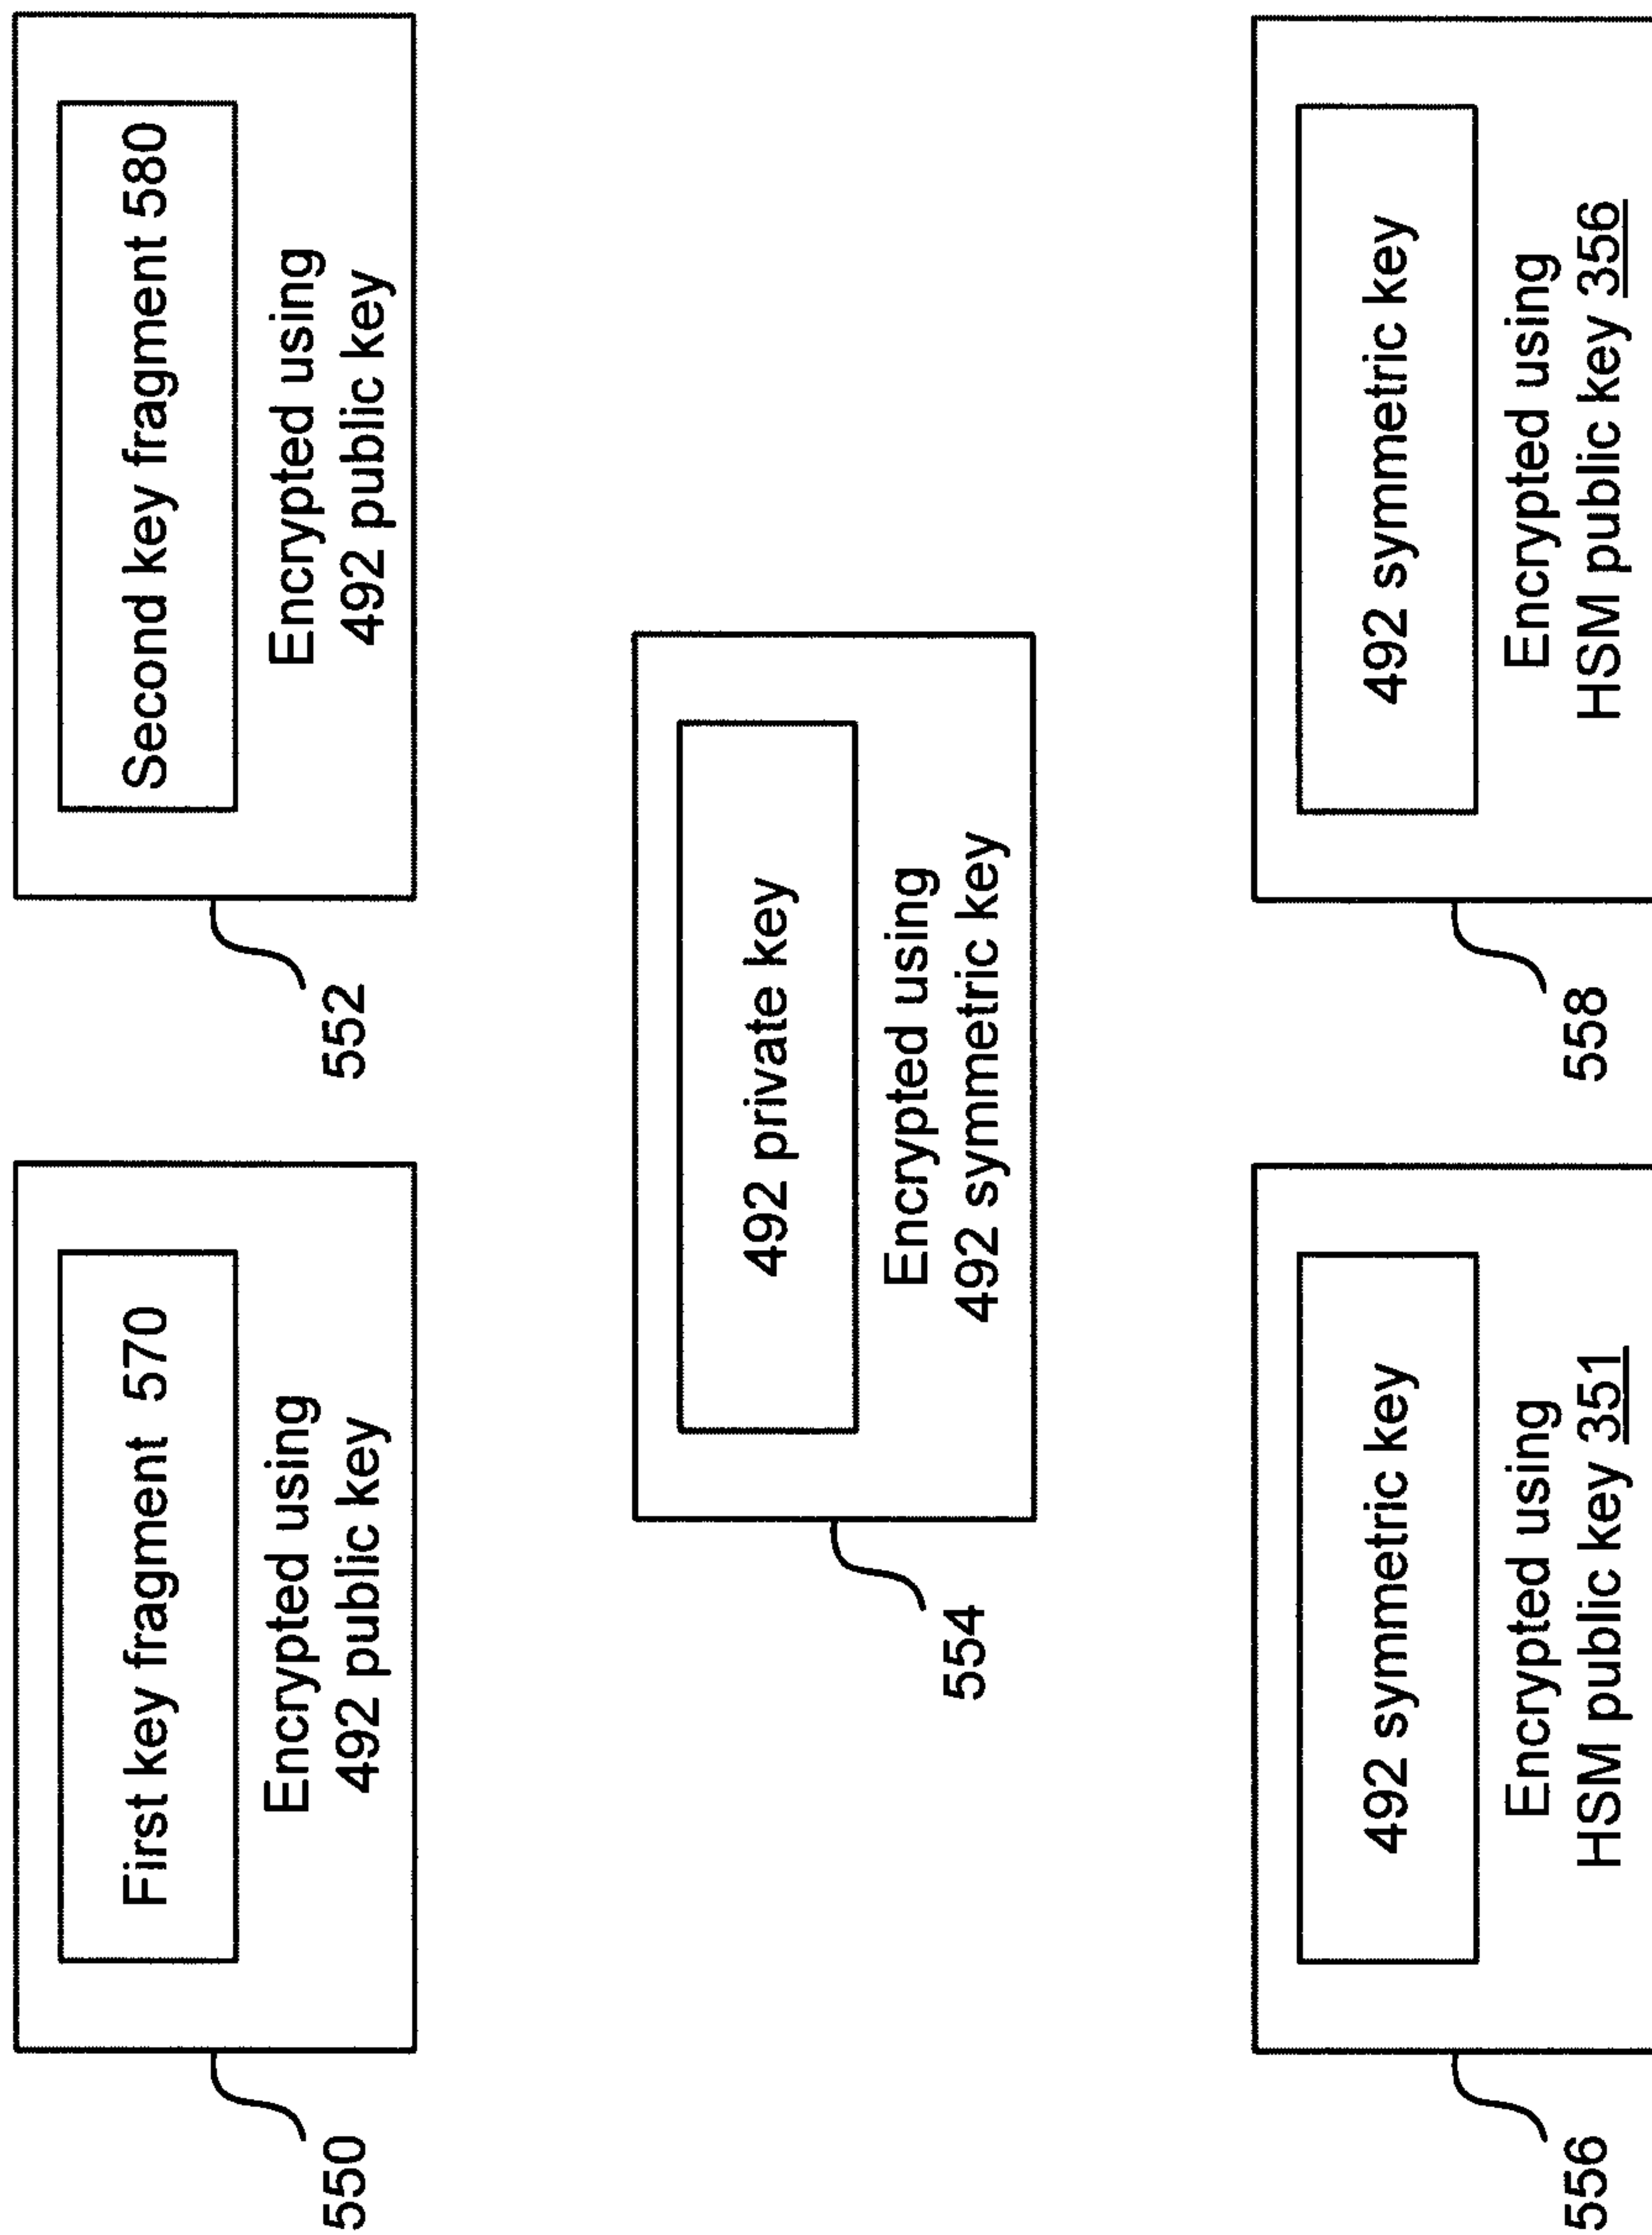 First key fragment 570
Encrypted using
492 public key
550
Second key fragment 580
Encrypted using
492 public key
552
492 private key
Encrypted using
492 symmetric key
554
492 symmetric key
Encrypted using
HSM public key 351
556
492 symmetric key
Encrypted using
HSM public key 356
558